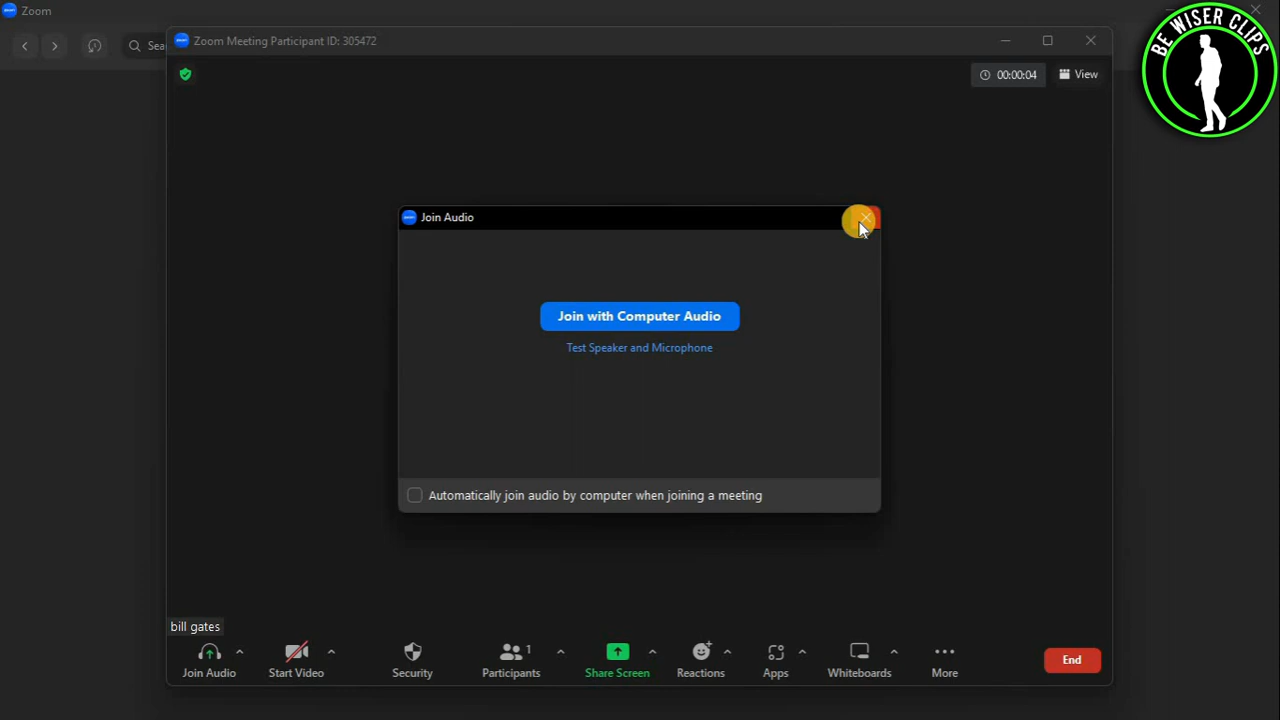 Zoom
Sea
Zoom Meeting Participant ID: 305472
BE WISER CLIPS
00:00:04
View
Join Audio
Join with Computer Audio
Test Speaker and Microphone
Automatically join audio by computer when joining a meeting
bill gates
1
Join Audio
Start Video
Security
Participants
Share Screen
Reactions
Apps
Whiteboards
More
End